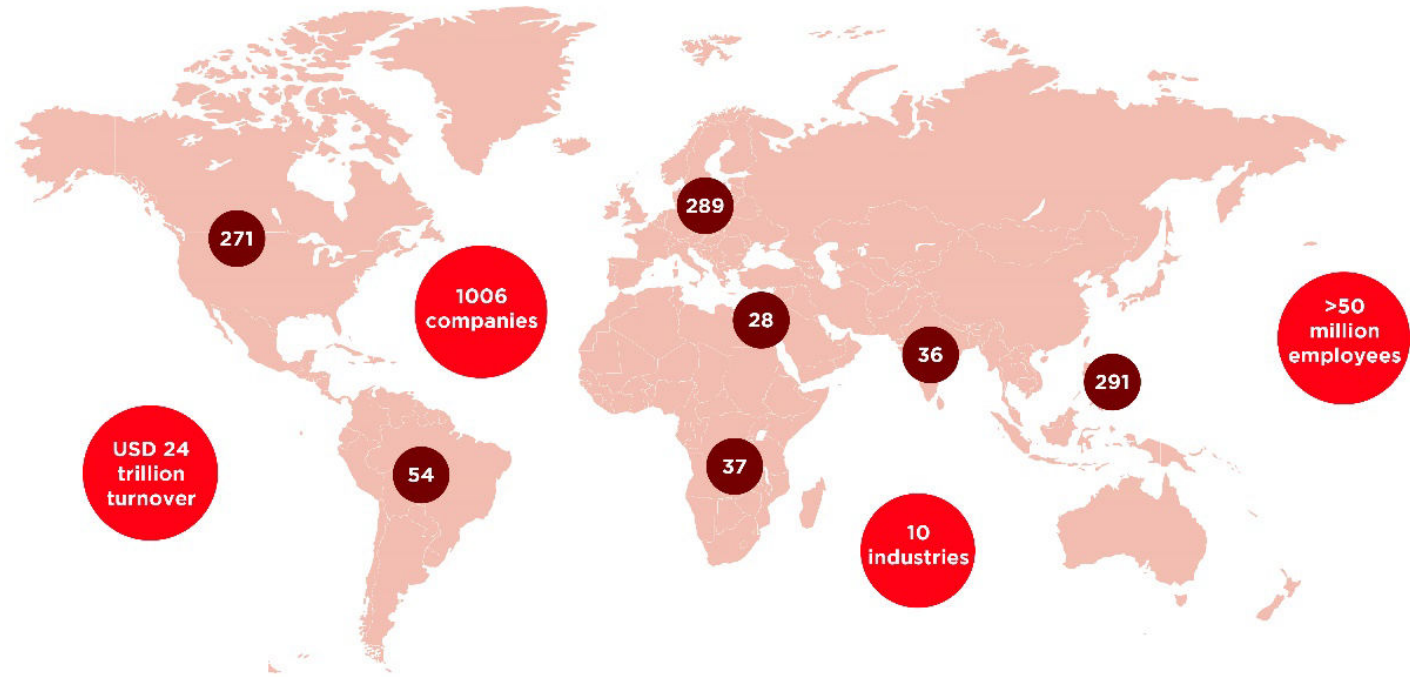 289
271
1006
companies
28
>50
million
employees
36
291
USD 24
trillion
turnover
54
37
10
industries